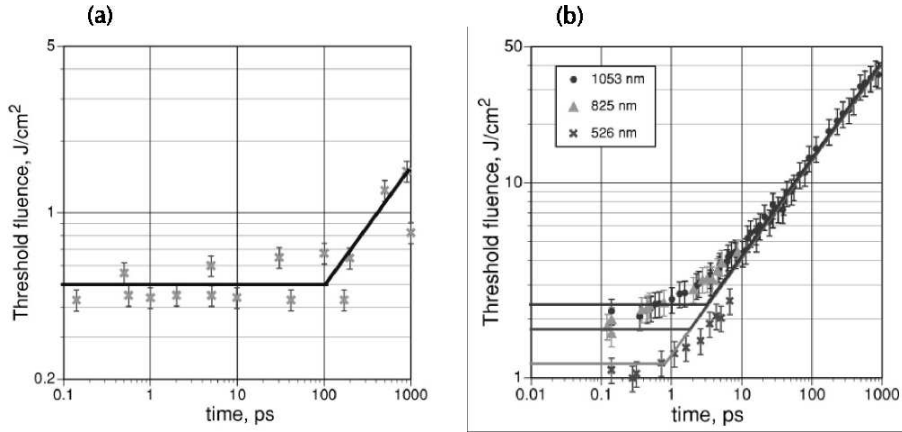 (a)
(b)
5
1
0.2
Threshold fluence, J/cm²
0.1
1
10
100
1000
time, ps
50
10
1
Threshold fluence, J/cm²
1053 nm
825 nm
526 nm
0.01
0.1
1
10
100
1000
time, ps